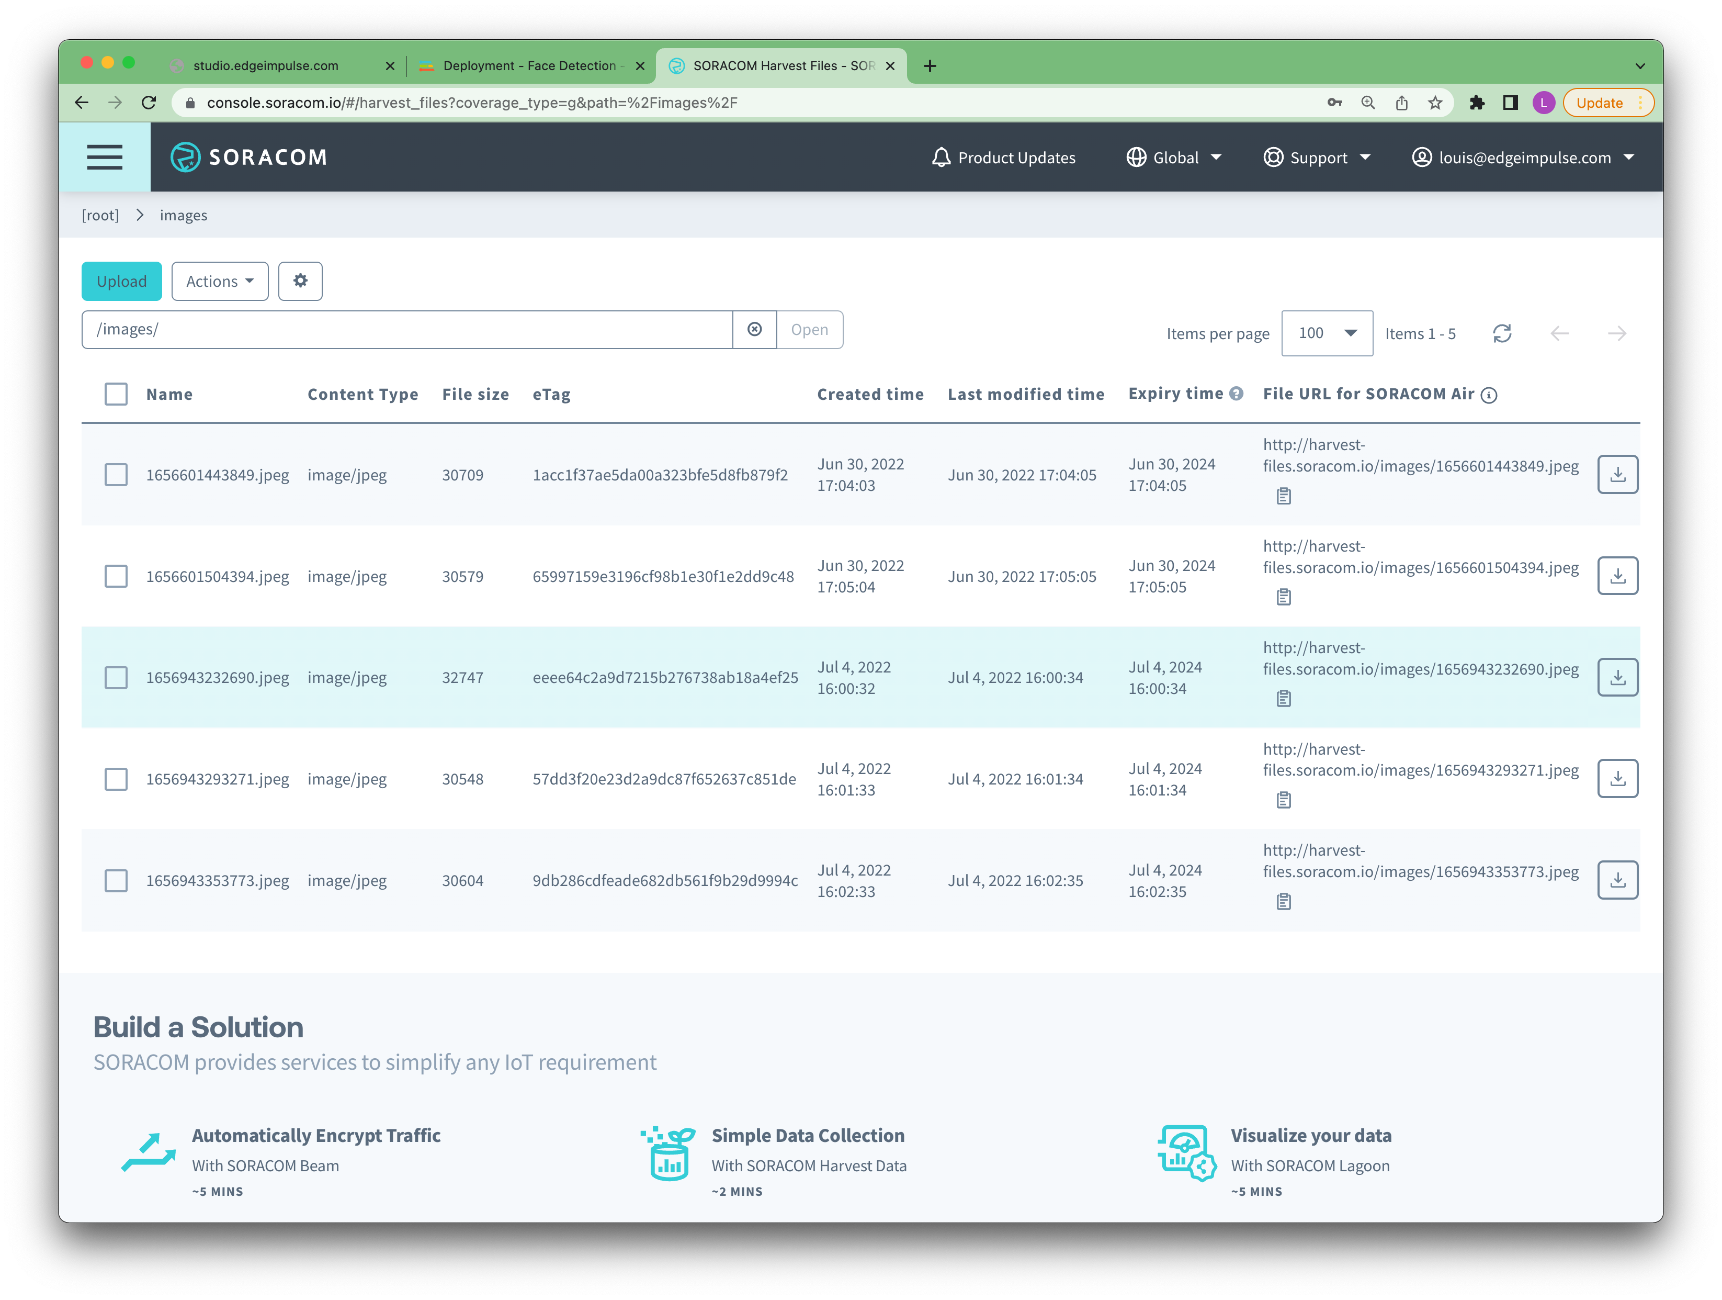 studio.edgeimpulse.com
Deployment - Face Detection -
SORACOM Harvest Files - SOR
console.soracom.io/#/harvest_files?coverage_type=g&path=%2Fimages%2F
L
Update
SORACOM
Product Updates
Global
Support
louis@edgeimpulse.com
[root] > images
Upload
Actions
/images/
Open
Items per page
100
Items 1 - 5
Name Content Type File size eTag Created time Last modified time Expiry time File URL for SORACOM Air
1656601443849.jpeg image/jpeg 30709 1acc1f37ae5da00a323bfe5d8fb879f2 Jun 30, 2022 17:04:03 Jun 30, 2022 17:04:05 Jun 30, 2024 17:04:05 http://harvest-files.soracom.io/images/1656601443849.jpeg
1656601504394.jpeg image/jpeg 30579 65997159e3196cf98b1e30f1e2dd9c48 Jun 30, 2022 17:05:04 Jun 30, 2022 17:05:05 Jun 30, 2024 17:05:05 http://harvest-files.soracom.io/images/1656601504394.jpeg
1656943232690.jpeg image/jpeg 32747 eeee64c2a9d7215b276738ab18a4ef25 Jul 4, 2022 16:00:32 Jul 4, 2022 16:00:34 Jul 4, 2024 16:00:34 http://harvest-files.soracom.io/images/1656943232690.jpeg
1656943293271.jpeg image/jpeg 30548 57dd3f20e23d2a9dc87f652637c851de Jul 4, 2022 16:01:33 Jul 4, 2022 16:01:34 Jul 4, 2024 16:01:34 http://harvest-files.soracom.io/images/1656943293271.jpeg
1656943353773.jpeg image/jpeg 30604 9db286cdfeade682db561f9b29d9994c Jul 4, 2022 16:02:33 Jul 4, 2022 16:02:35 Jul 4, 2024 16:02:35 http://harvest-files.soracom.io/images/1656943353773.jpeg
Build a Solution
SORACOM provides services to simplify any IoT requirement
Automatically Encrypt Traffic
With SORACOM Beam
~5 MINS
Simple Data Collection
With SORACOM Harvest Data
~2 MINS
Visualize your data
With SORACOM Lagoon
~5 MINS